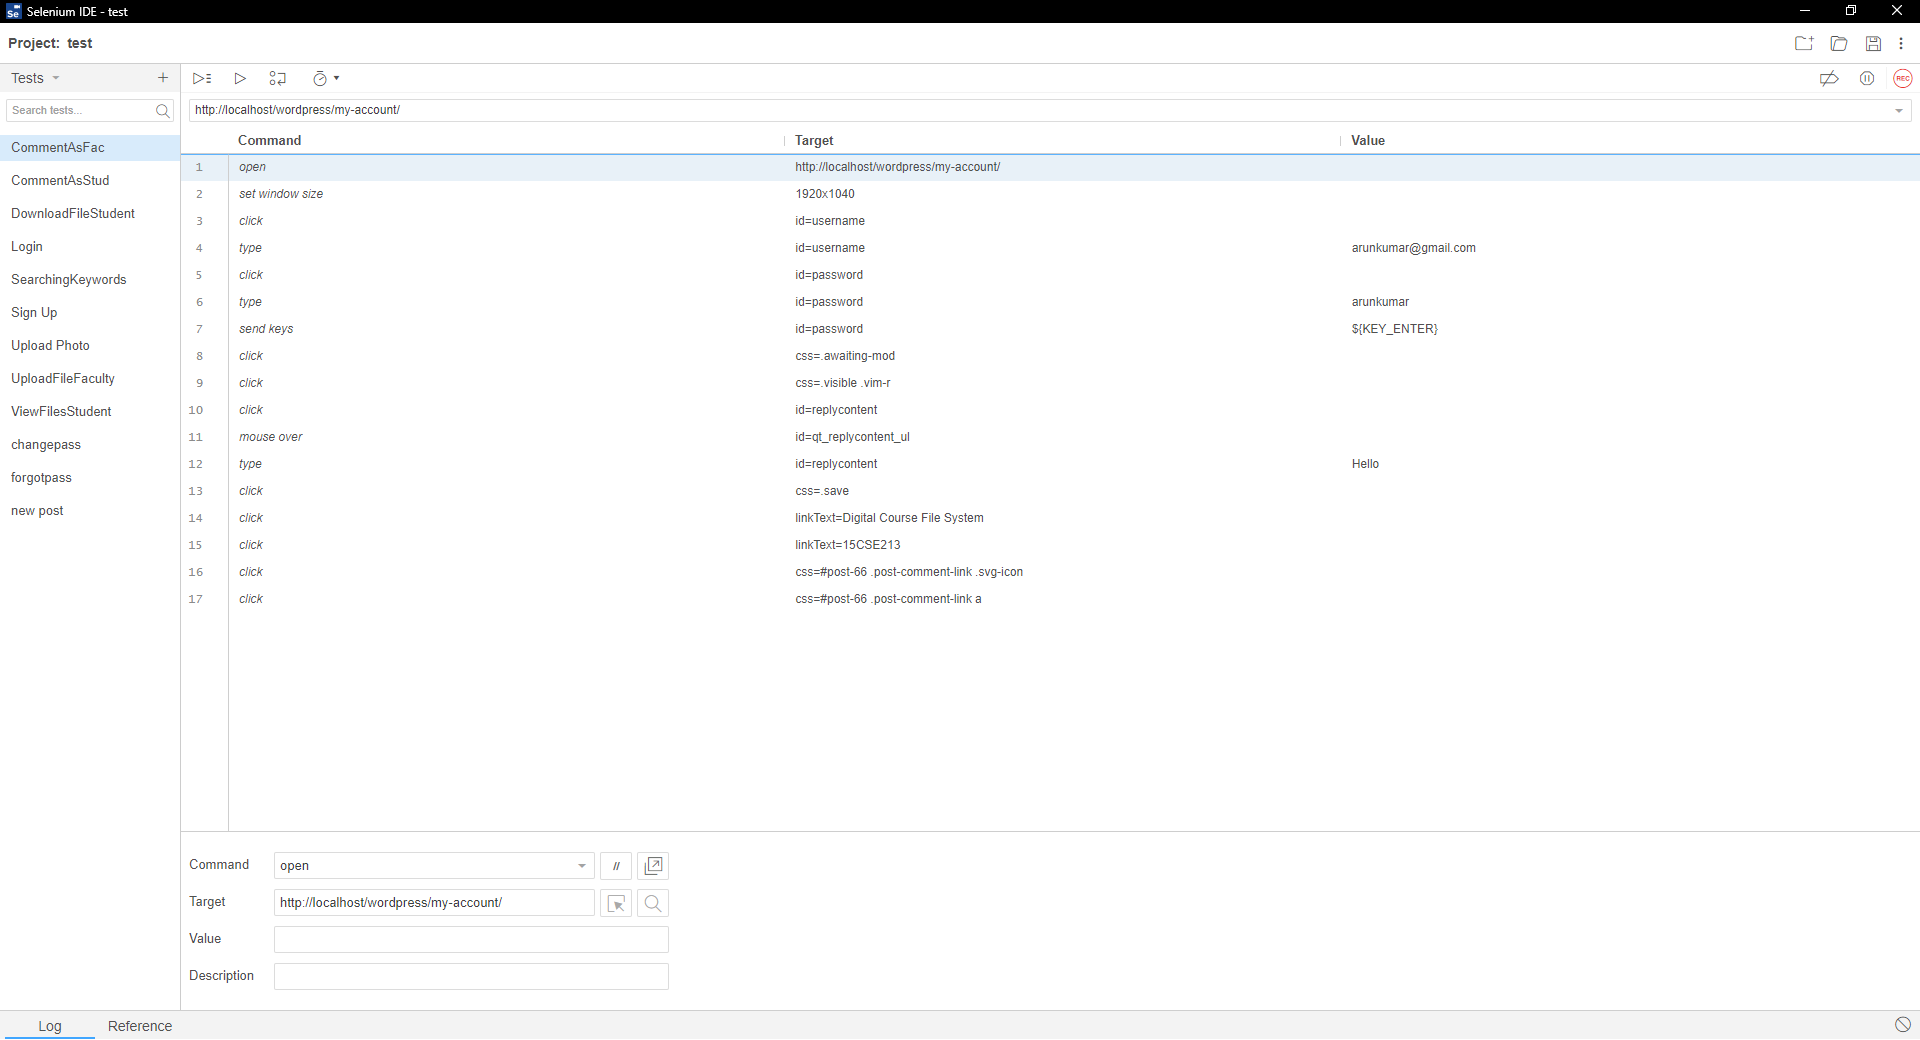 Se Selenium IDE - test
Project: test
Tests +
Search tests...
CommentAsFac
CommentAsStud
DownloadFileStudent
Login
SearchingKeywords
Sign Up
Upload Photo
UploadFileFaculty
ViewFilesStudent
changepass
forgotpass
new post
REC
http://localhost/wordpress/my-account/
Command Target Value
1 open http://localhost/wordpress/my-account/
2 set window size 1920x1040
3 click id=username
4 type id=username arunkumar@gmail.com
5 click id=password
6 type id=password arunkumar
7 send keys id=password ${KEY_ENTER}
8 click css=.awaiting-mod
9 click css=.visible .vim-r
10 click id=replycontent
11 mouse over id=qt_replycontent_ul
12 type id=replycontent Hello
13 click css=.save
14 click linkText=Digital Course File System
15 click linkText=15CSE213
16 click css=#post-66 .post-comment-link .svg-icon
17 click css=#post-66 .post-comment-link a
Command open //
Target http://localhost/wordpress/my-account/
Value
Description
Log Reference